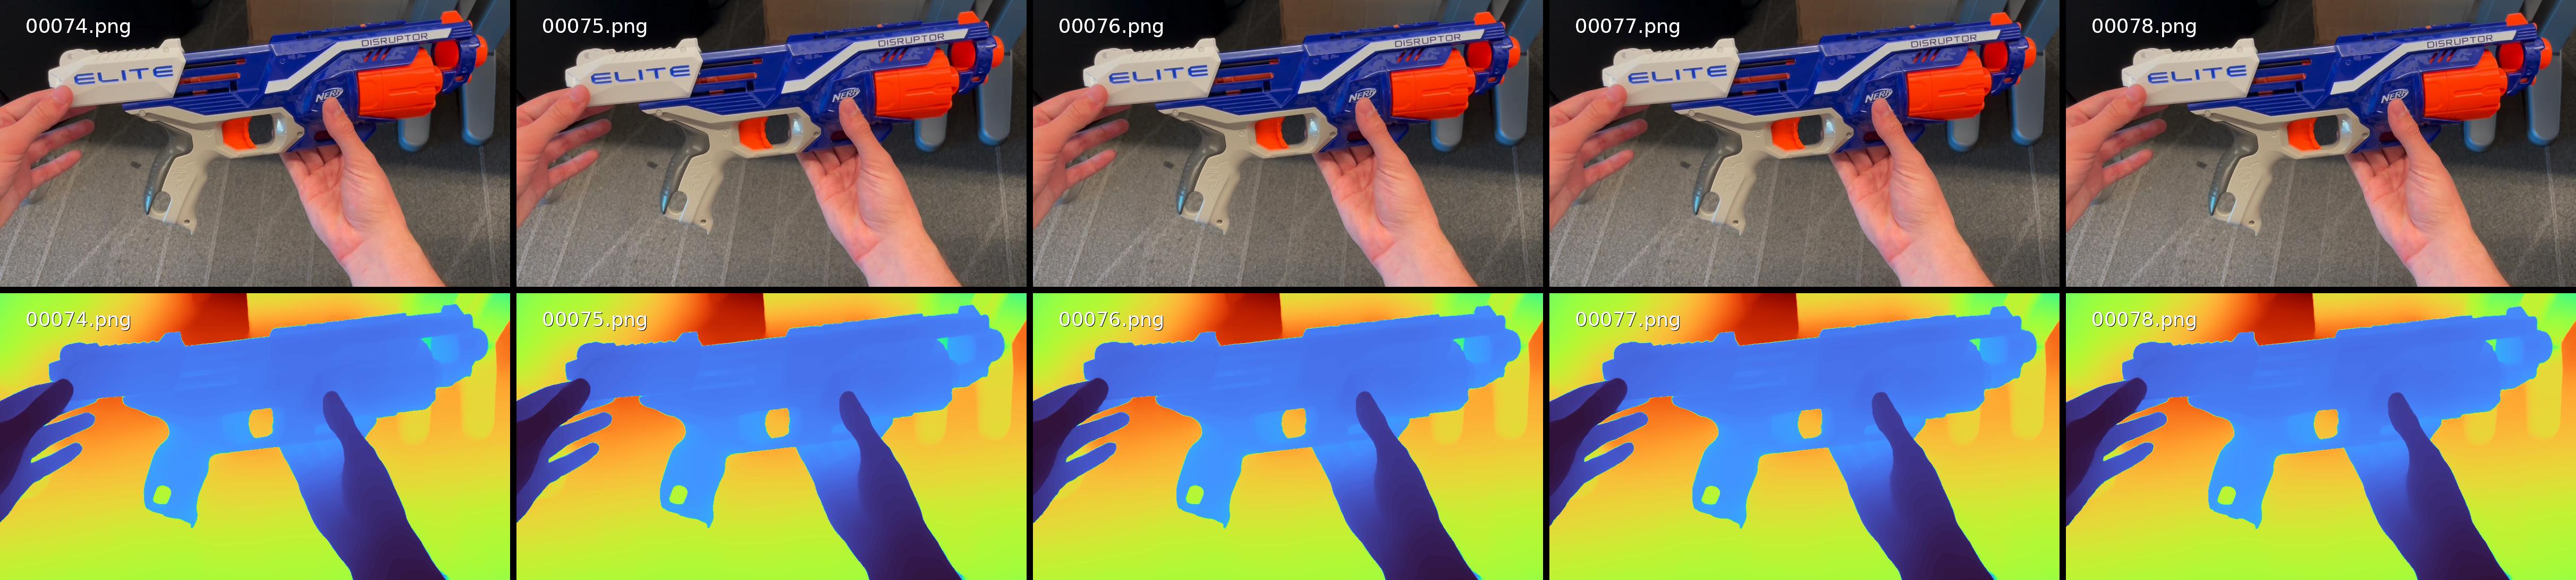 00074.png
DISRUPTOR
ELITE
NERF
00075.png
DISRUPTOR
ELITE
NERF
00076.png
DISRUPTOR
ELITE
NERF
00077.png
DISRUPTOR
ELITE
NERF
00078.png
DISRUPTOR
ELITE
NERF
00074.png
00075.png
00076.png
00077.png
00078.png